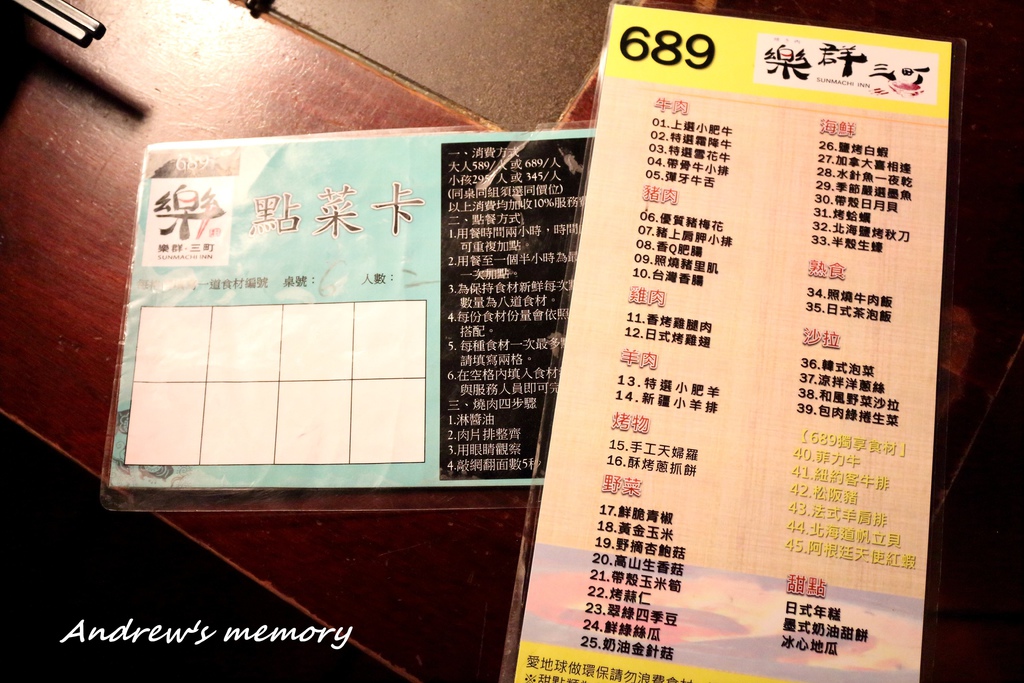 689
樂群三町
SUNMACHI INN
牛肉
01.上選小肥牛
02.特選霜降牛
03.特選雪花牛
04.帶骨牛小排
05.彈牙牛舌
豬肉
06.優質豬梅花
07.豬上肩胛小排
08.香Q肥腸
09.照燒豬里肌
10.台灣香腸
雞肉
11.香烤雞腿肉
12.日式烤雞翅
羊肉
13.特選小肥羊
14.新疆小羊排
烤物
15.手工天婦羅
16.酥烤蔥抓餅
野菜
17.鮮脆青椒
18.黃金玉米
19.野摘杏鮑菇
20.高山生香菇
21.帶殼玉米筍
22.烤蒜仁
23.翠綠四季豆
24.鮮綠絲瓜
25.奶油金針菇
海鮮
26.鹽烤白蝦
27.加拿大喜相逢
28.水針魚一夜乾
29.季節嚴選墨魚
30.帶殼日月貝
31.烤蛤蠣
32.北海鹽烤秋刀
33.半殼生蠔
熟食
34.照燒牛肉飯
35.日式茶泡飯
沙拉
36.韓式泡菜
37.涼拌洋蔥絲
38.和風野菜沙拉
39.包肉綠捲生菜
【689獨享食材】
40.菲力牛
41.紐約客牛排
42.松阪豬
43.法式羊肩排
44.北海道帆立貝
45.阿根廷天使紅蝦
甜點
日式年糕
墨式奶油甜餅
冰心地瓜
愛地球做環保請勿浪費食材
※甜點類
689
樂
樂群·三町
SUNMACHI INN
點菜卡
一道食材編號 桌號： 人數：
一、消費方式
大人589/人 或 689/人
小孩295/人 或 345/人
(同桌同組須選同價位)
以上消費均加收10%服務費
二、點餐方式
1.用餐時間兩小時，時間
可重複加點。
2.用餐至一個半小時為最
一次加點。
3.為保持食材新鮮每次
數量為八道食材。
4.每份食材份量會依照
搭配。
5.每種食材一次最多
請填寫兩格。
6.在空格內填入食材
與服務人員即可完
三、燒肉四步驟
1.淋醬油
2.肉片排整齊
3.用眼睛觀察
4.敲網翻面數5秒
Andrew's memory